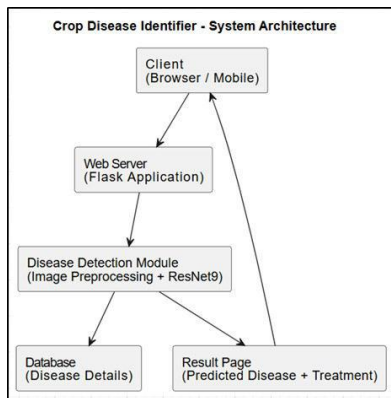 Crop Disease Identifier - System Architecture
Client
(Browser / Mobile)
Web Server
(Flask Application)
Disease Detection Module
(Image Preprocessing + ResNet9)
Database
(Disease Details)
Result Page
(Predicted Disease + Treatment)